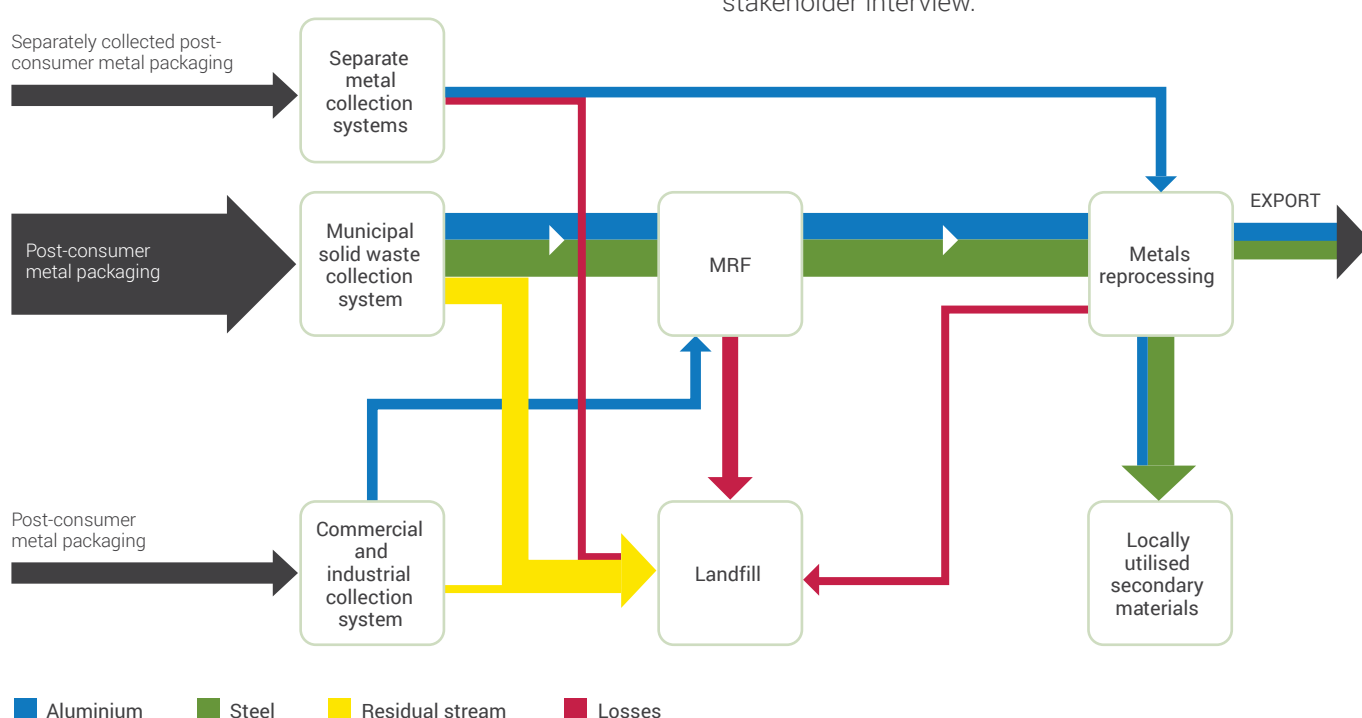 stakeholder interview.
Separately collected post-
consumer metal packaging
Separate
metal
collection
systems
Post-consumer
metal packaging
Municipal
solid waste
collection
system
MRF
Metals
reprocessing
EXPORT
Post-consumer
metal packaging
Commercial
and
industrial
collection
system
Landfill
Locally
utilised
secondary
materials
Aluminium
Steel
Residual stream
Losses